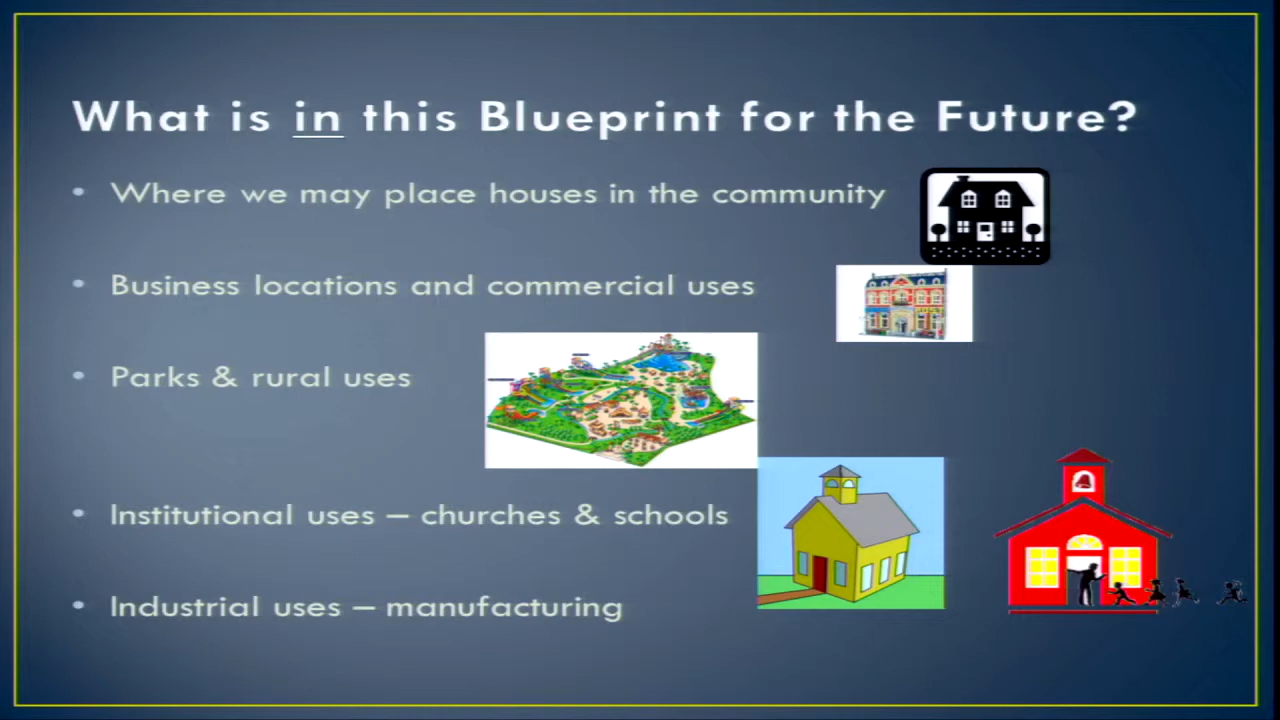 What is in this Blueprint for the Future?
• Where we may place houses in the community
• Business locations and commercial uses
• Parks & rural uses
• Institutional uses – churches & schools
• Industrial uses – manufacturing